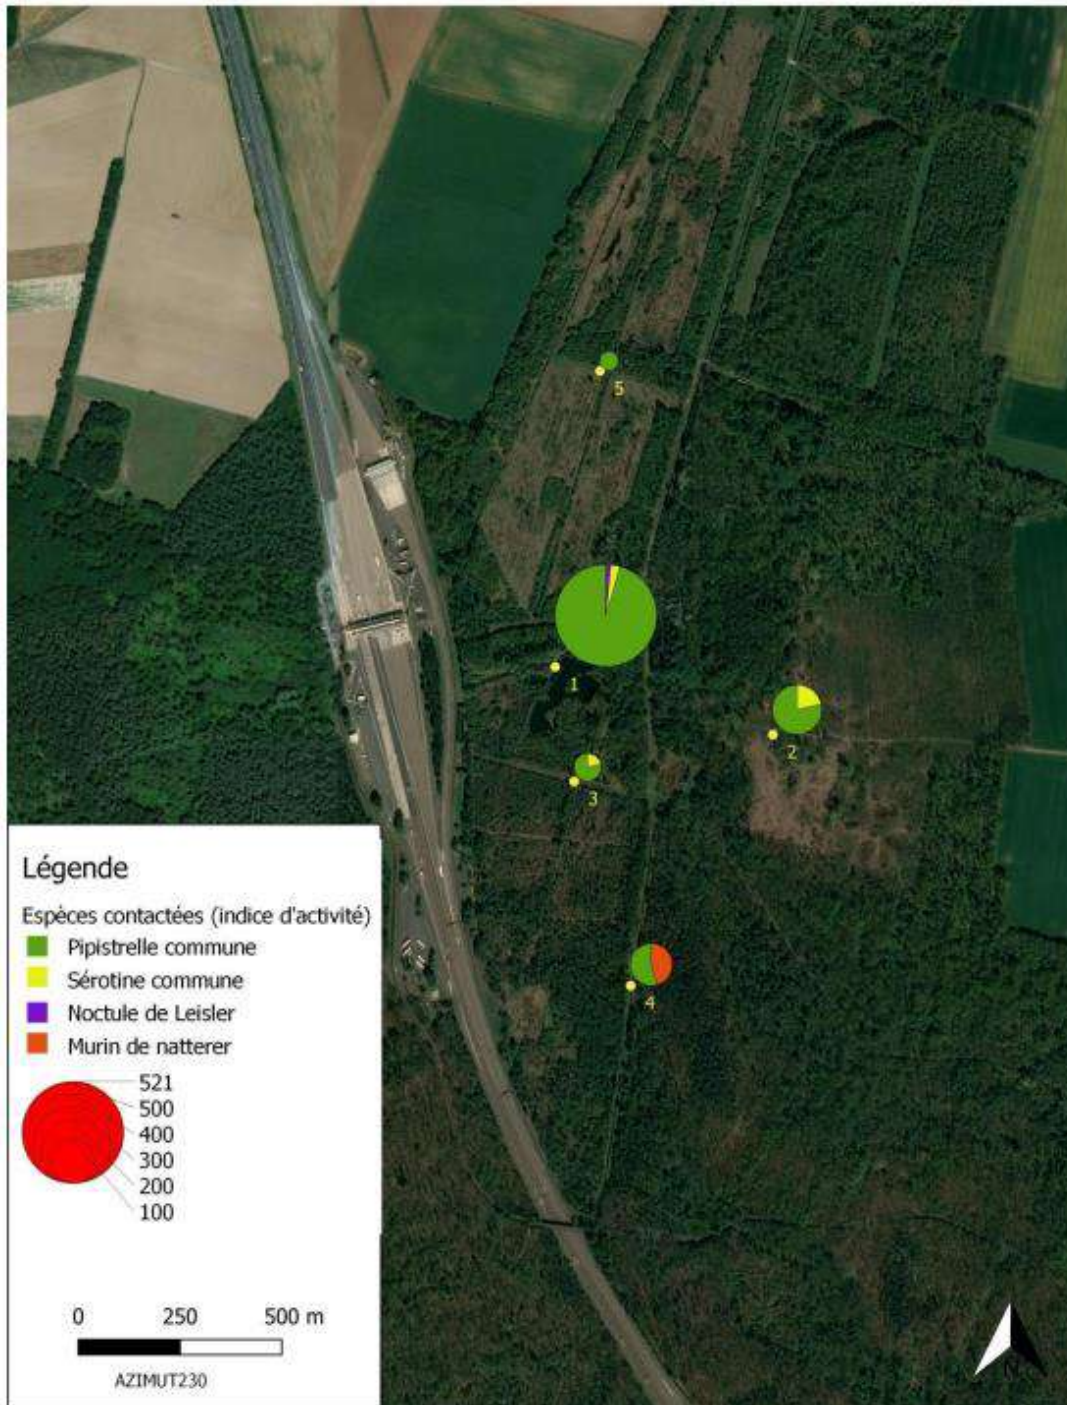 5
1
2
3
4
Légende
Espèces contactées (indice d'activité)
Pipistrelle commune
Sérotine commune
Noctule de Leisler
Murin de natterer
521
500
400
300
200
100
0 250 500 m
AZIMUT230
N